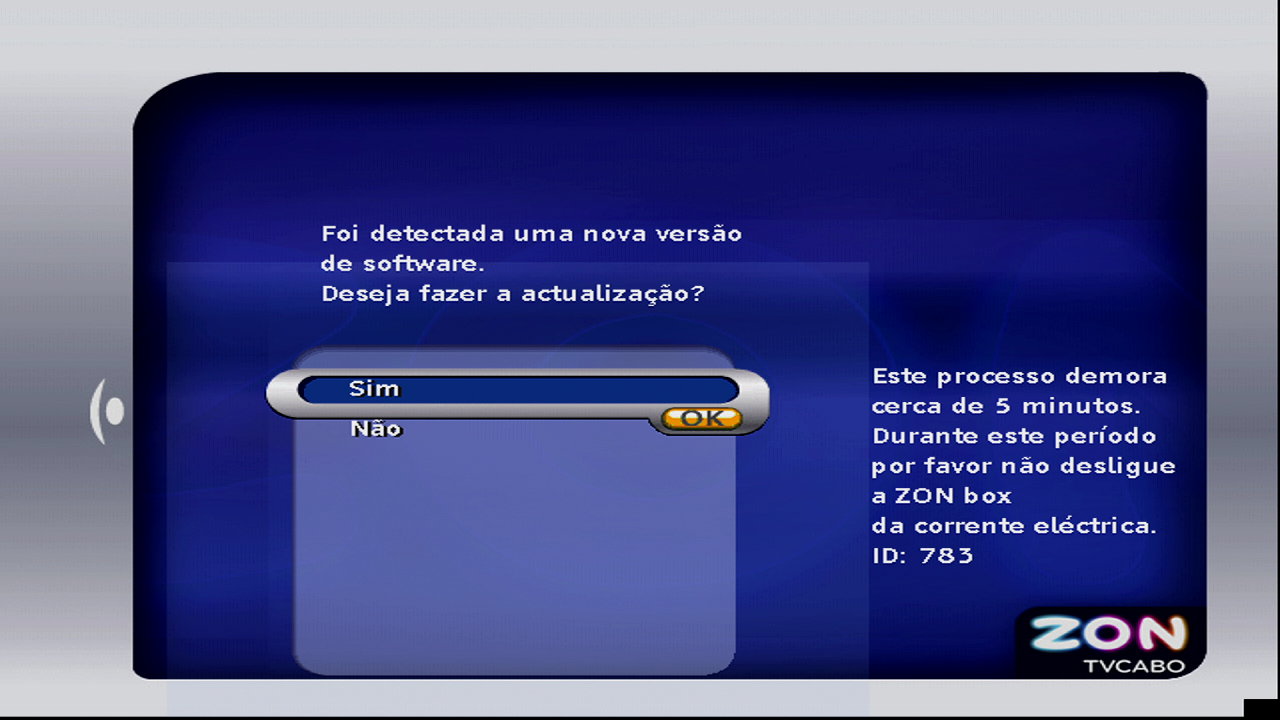 Foi detectada uma nova versão
de software.
Deseja fazer a actualização?
Sim
OK
Não
Este processo demora
cerca de 5 minutos.
Durante este período
por favor não desligue
a ZON box
da corrente eléctrica.
ID: 783
ZON
TVCABO